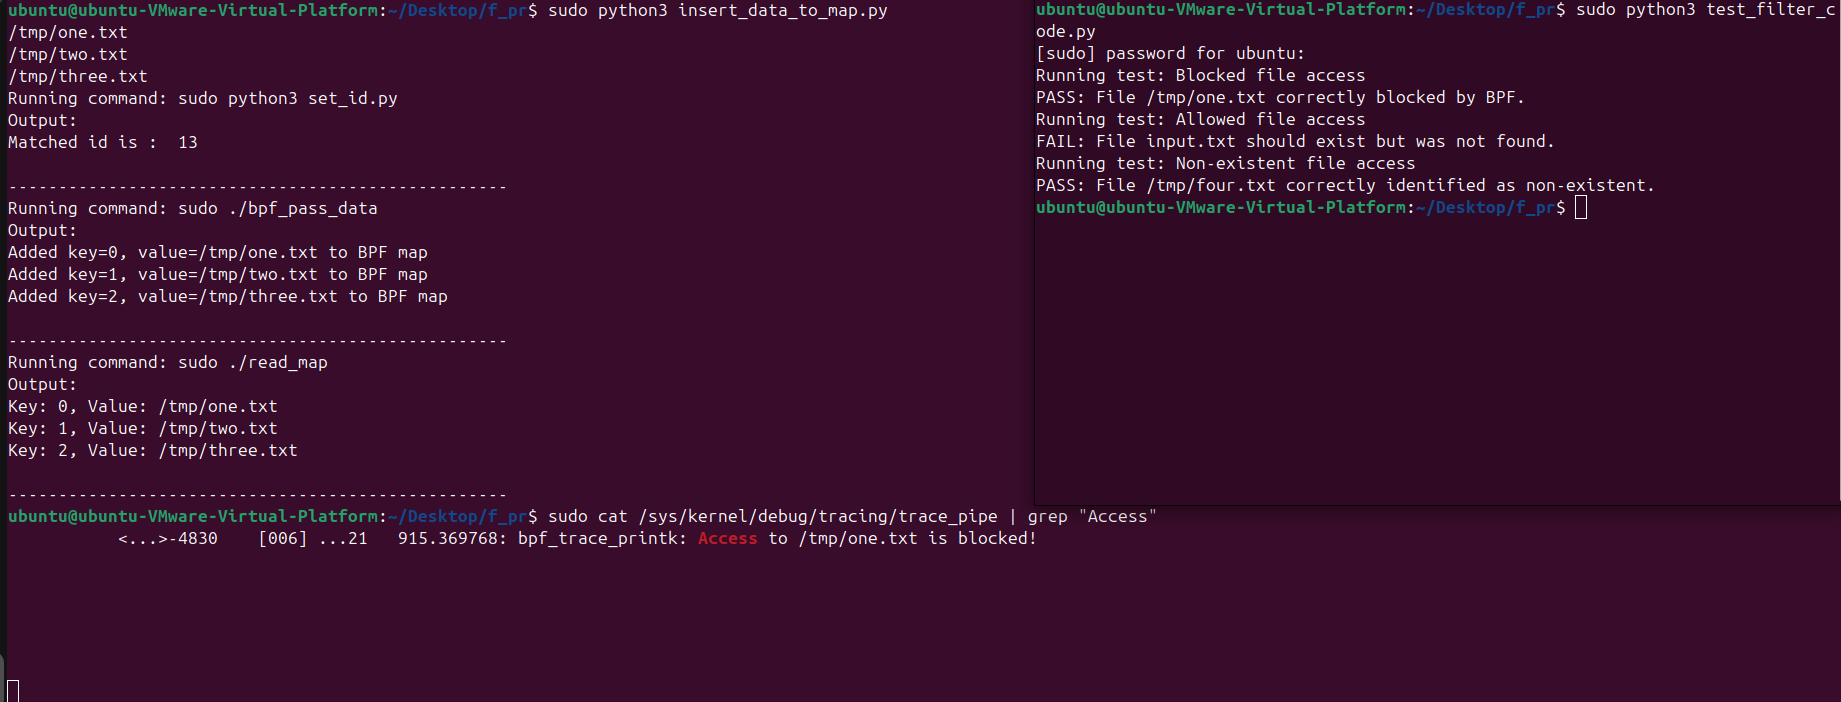 ubuntu@ubuntu-VMware-Virtual-Platform:~/Desktop/f_pr$ sudo python3 insert_data_to_map.py
/tmp/one.txt
/tmp/two.txt
/tmp/three.txt
Running command: sudo python3 set_id.py
Output:
Matched id is :  13
--------------------------------------------------
Running command: sudo ./bpf_pass_data
Output:
Added key=0, value=/tmp/one.txt to BPF map
Added key=1, value=/tmp/two.txt to BPF map
Added key=2, value=/tmp/three.txt to BPF map
--------------------------------------------------
Running command: sudo ./read_map
Output:
Key: 0, Value: /tmp/one.txt
Key: 1, Value: /tmp/two.txt
Key: 2, Value: /tmp/three.txt
--------------------------------------------------
ubuntu@ubuntu-VMware-Virtual-Platform:~/Desktop/f_pr$ sudo cat /sys/kernel/debug/tracing/trace_pipe | grep "Access"
<...>-4830    [006] ...21   915.369768: bpf_trace_printk: Access to /tmp/one.txt is blocked!
ubuntu@ubuntu-VMware-Virtual-Platform:~/Desktop/f_pr$ sudo python3 test_filter_c
ode.py
[sudo] password for ubuntu:
Running test: Blocked file access
PASS: File /tmp/one.txt correctly blocked by BPF.
Running test: Allowed file access
FAIL: File input.txt should exist but was not found.
Running test: Non-existent file access
PASS: File /tmp/four.txt correctly identified as non-existent.
ubuntu@ubuntu-VMware-Virtual-Platform:~/Desktop/f_pr$